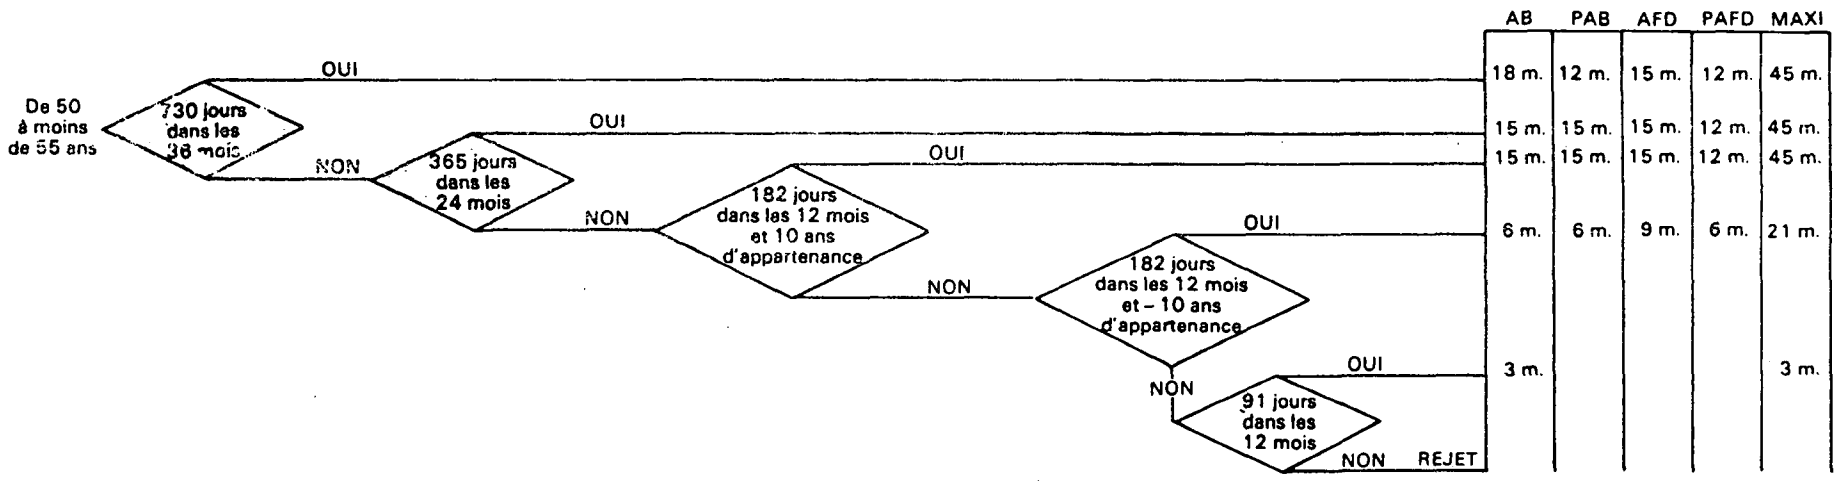 AB PAB AFD PAFD MAXI
OUI 18 m. 12 m. 15 m. 12 m. 45 m.
De 50
à moins
de 55 ans
730 jours
dans les
36 mois
NON
OUI 15 m. 15 m. 15 m. 12 m. 45 m.
365 jours
dans les
24 mois
NON
OUI 15 m. 15 m. 15 m. 12 m. 45 m.
182 jours
dans les 12 mois
et 10 ans
d'appartenance
NON
OUI 6 m. 6 m. 9 m. 6 m. 21 m.
182 jours
dans les 12 mois
et – 10 ans
d'appartenance
NON
OUI 3 m. 3 m.
91 jours
dans les
12 mois
NON REJET